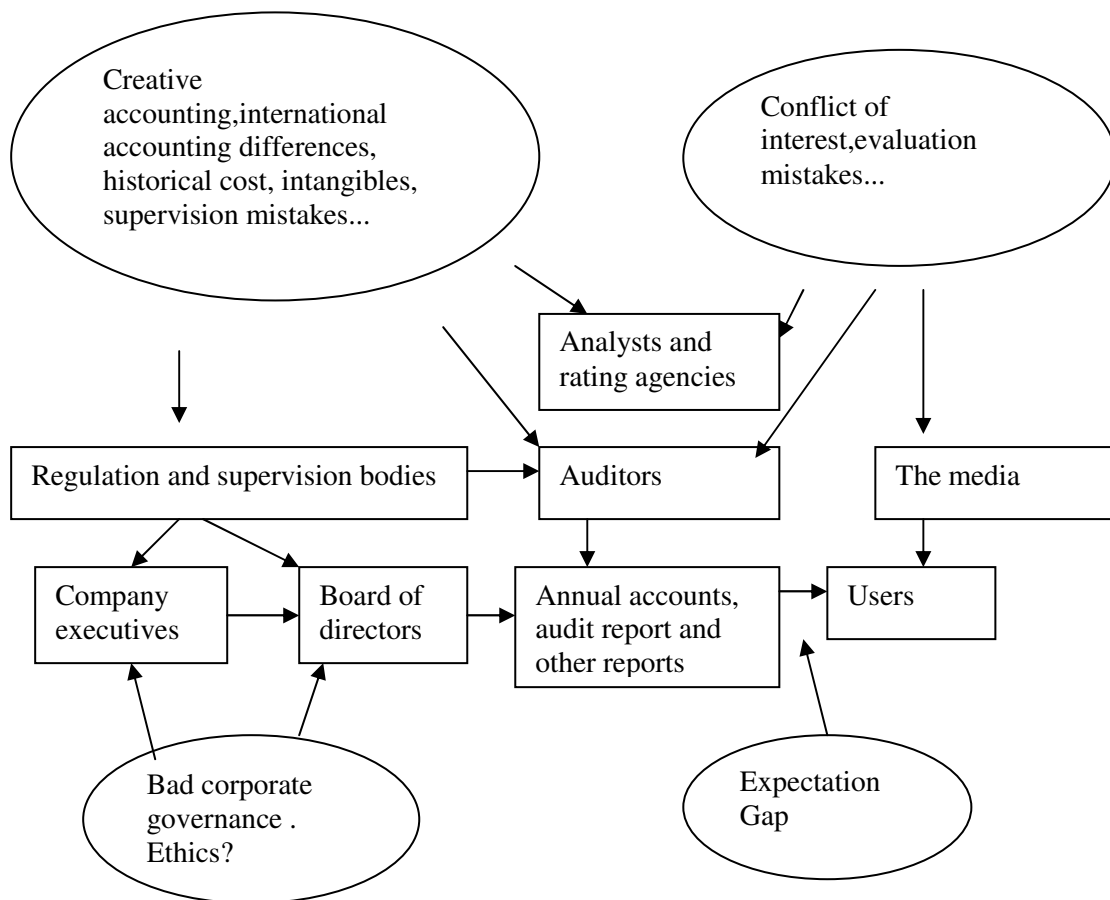 Creative
accounting,international
accounting differences,
historical cost, intangibles,
supervision mistakes...
Conflict of
interest,evaluation
mistakes...
Analysts and
rating agencies
Regulation and supervision bodies
Auditors
The media
Company
executives
Board of
directors
Annual accounts,
audit report and
other reports
Users
Bad corporate
governance .
Ethics?
Expectation
Gap